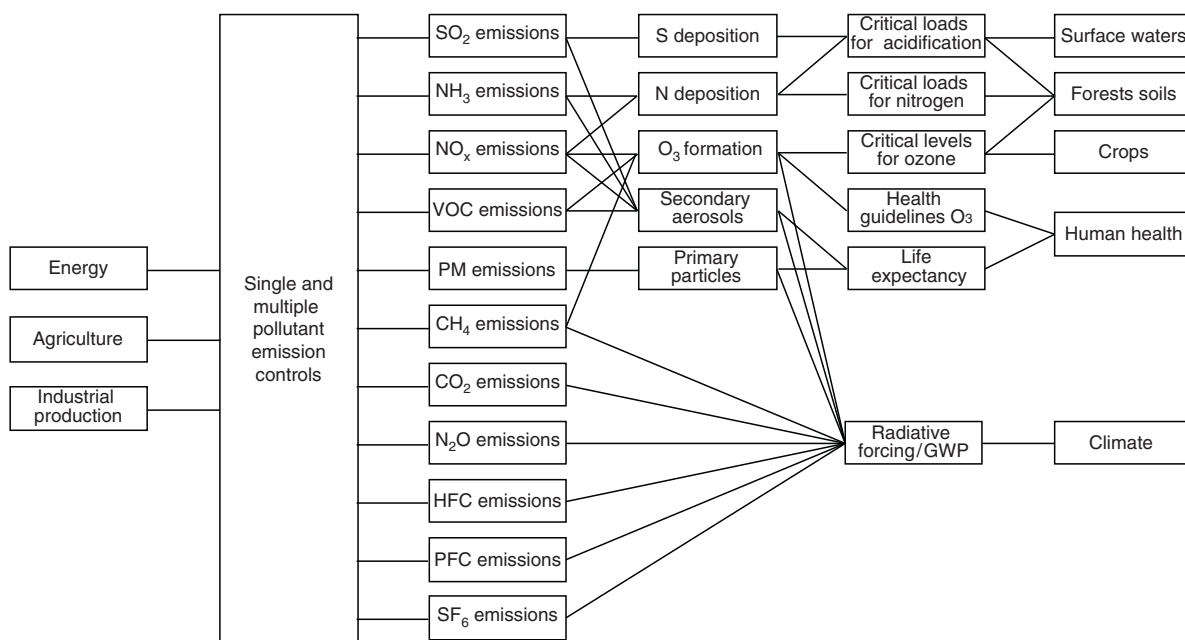 Energy
Agriculture
Industrial
production
Single and
multiple
pollutant
emission
controls
SO₂ emissions
NH₃ emissions
NOₓ emissions
VOC emissions
PM emissions
CH₄ emissions
CO₂ emissions
N₂O emissions
HFC emissions
PFC emissions
SF₆ emissions
S deposition
N deposition
O₃ formation
Secondary
aerosols
Primary
particles
Critical loads
for acidification
Critical loads
for nitrogen
Critical levels
for ozone
Health
guidelines O₃
Life
expectancy
Radiative
forcing/GWP
Surface waters
Forests soils
Crops
Human health
Climate